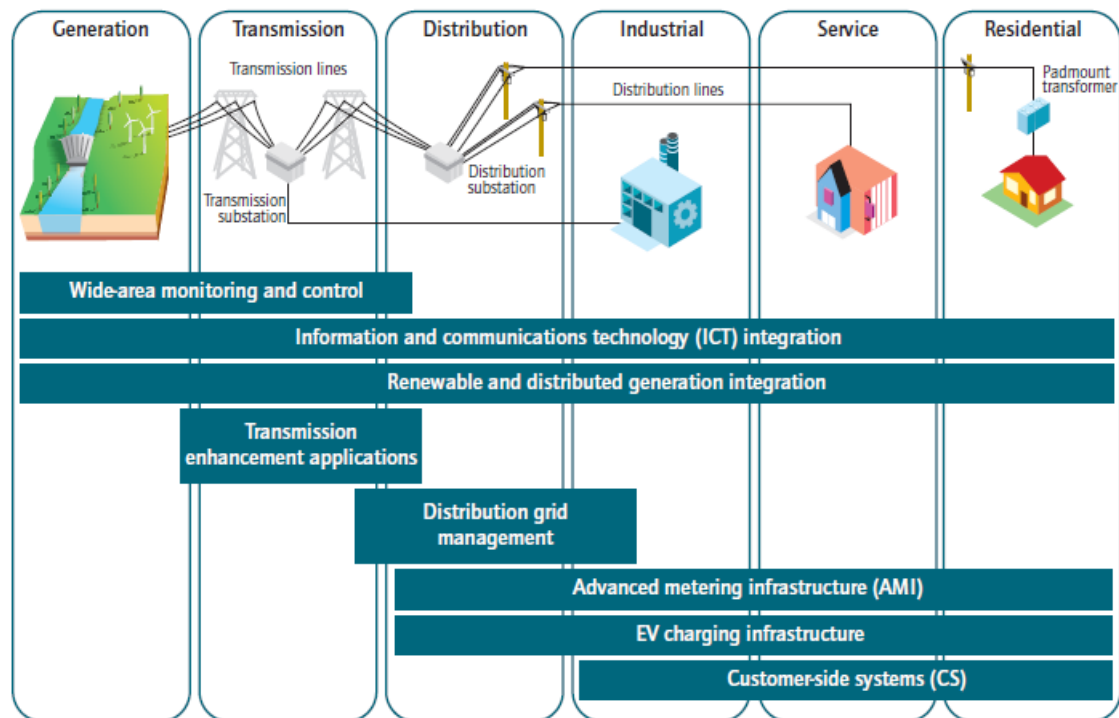 Generation
Transmission
Distribution
Industrial
Service
Residential
Transmission lines
Padmount
transformer
Distribution lines
Distribution
substation
Transmission
substation
Wide-area monitoring and control
Information and communications technology (ICT) integration
Renewable and distributed generation integration
Transmission
enhancement applications
Distribution grid
management
Advanced metering infrastructure (AMI)
EV charging infrastructure
Customer-side systems (CS)